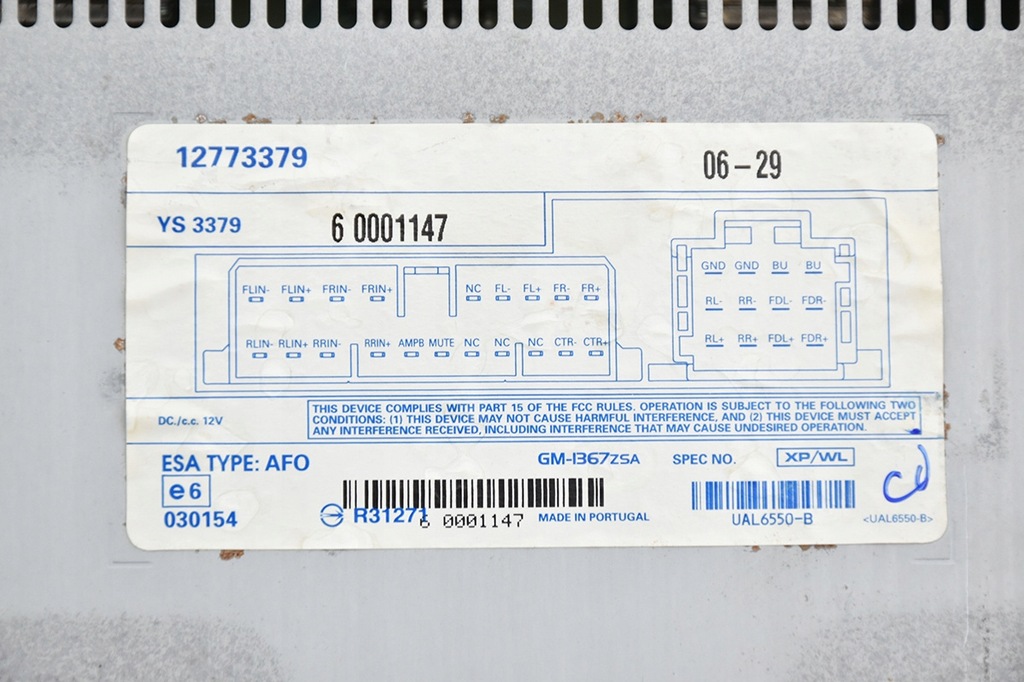 12773379
06-29
YS 3379
6 0001147
FLIN- FLIN+ FRIN- FRIN+ NC FL- FL+ FR- FR+
RLIN- RLIN+ RRIN- RRIN+ AMPB MUTE NC NC NC CTR- CTR+
GND GND BU BU
RL- RR- FDL- FDR-
RL+ RR+ FDL+ FDR+
DC./c.c. 12V
THIS DEVICE COMPLIES WITH PART 15 OF THE FCC RULES. OPERATION IS SUBJECT TO THE FOLLOWING TWO
CONDITIONS: (1) THIS DEVICE MAY NOT CAUSE HARMFUL INTERFERENCE, AND (2) THIS DEVICE MUST ACCEPT
ANY INTERFERENCE RECEIVED, INCLUDING INTERFERENCE THAT MAY CAUSE UNDESIRED OPERATION.
ESA TYPE: AFO
GM-1367ZSA
SPEC NO.
XP/WL
e6
030154
R31271
6 0001147
MADE IN PORTUGAL
UAL6550-B
<UAL6550-B>